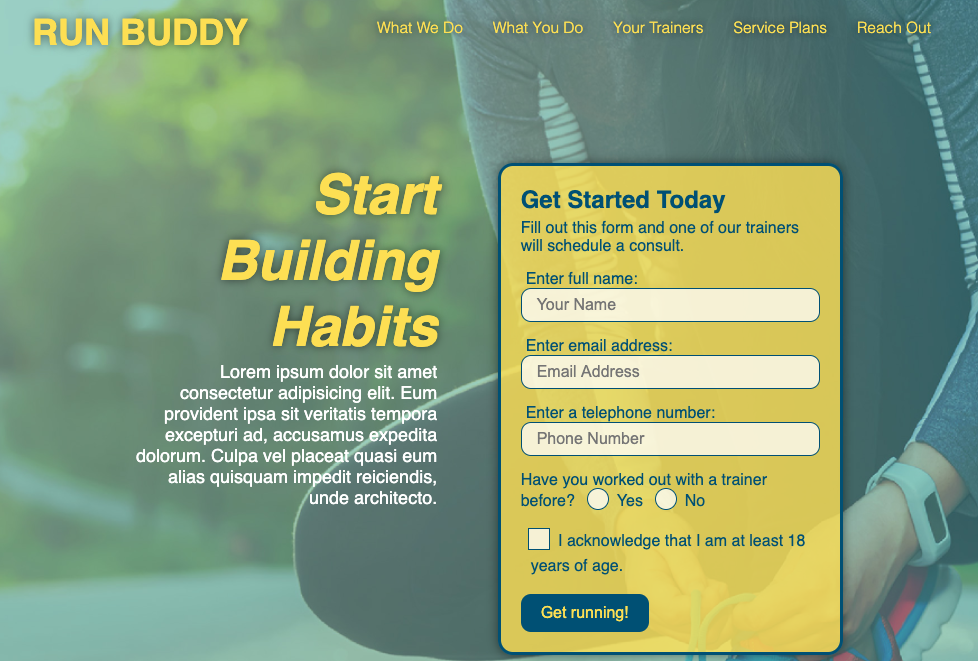 RUN BUDDY
What We Do What You Do Your Trainers Service Plans Reach Out
Start
Building
Habits
Lorem ipsum dolor sit amet
consectetur adipisicing elit. Eum
provident ipsa sit veritatis tempora
excepturi ad, accusamus expedita
dolorum. Culpa vel placeat quasi eum
alias quisquam impedit reiciendis,
unde architecto.
Get Started Today
Fill out this form and one of our trainers
will schedule a consult.
Enter full name:
Your Name
Enter email address:
Email Address
Enter a telephone number:
Phone Number
Have you worked out with a trainer
before? Yes No
I acknowledge that I am at least 18
years of age.
Get running!